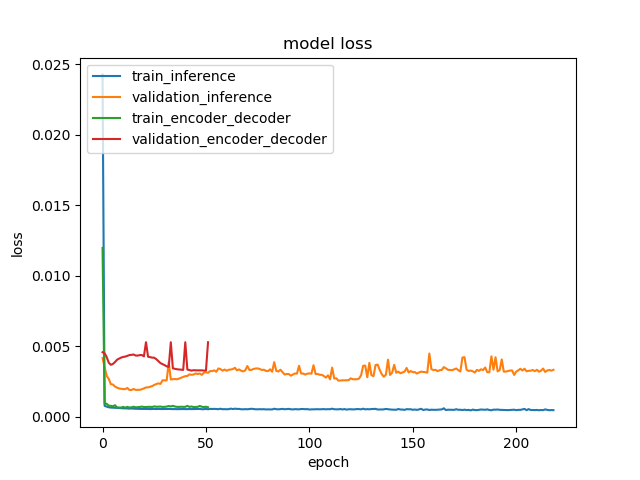 model loss
train_inference
validation_inference
train_encoder_decoder
validation_encoder_decoder
0.025
0.020
0.015
0.010
0.005
0.000
loss
0 50 100 150 200
epoch